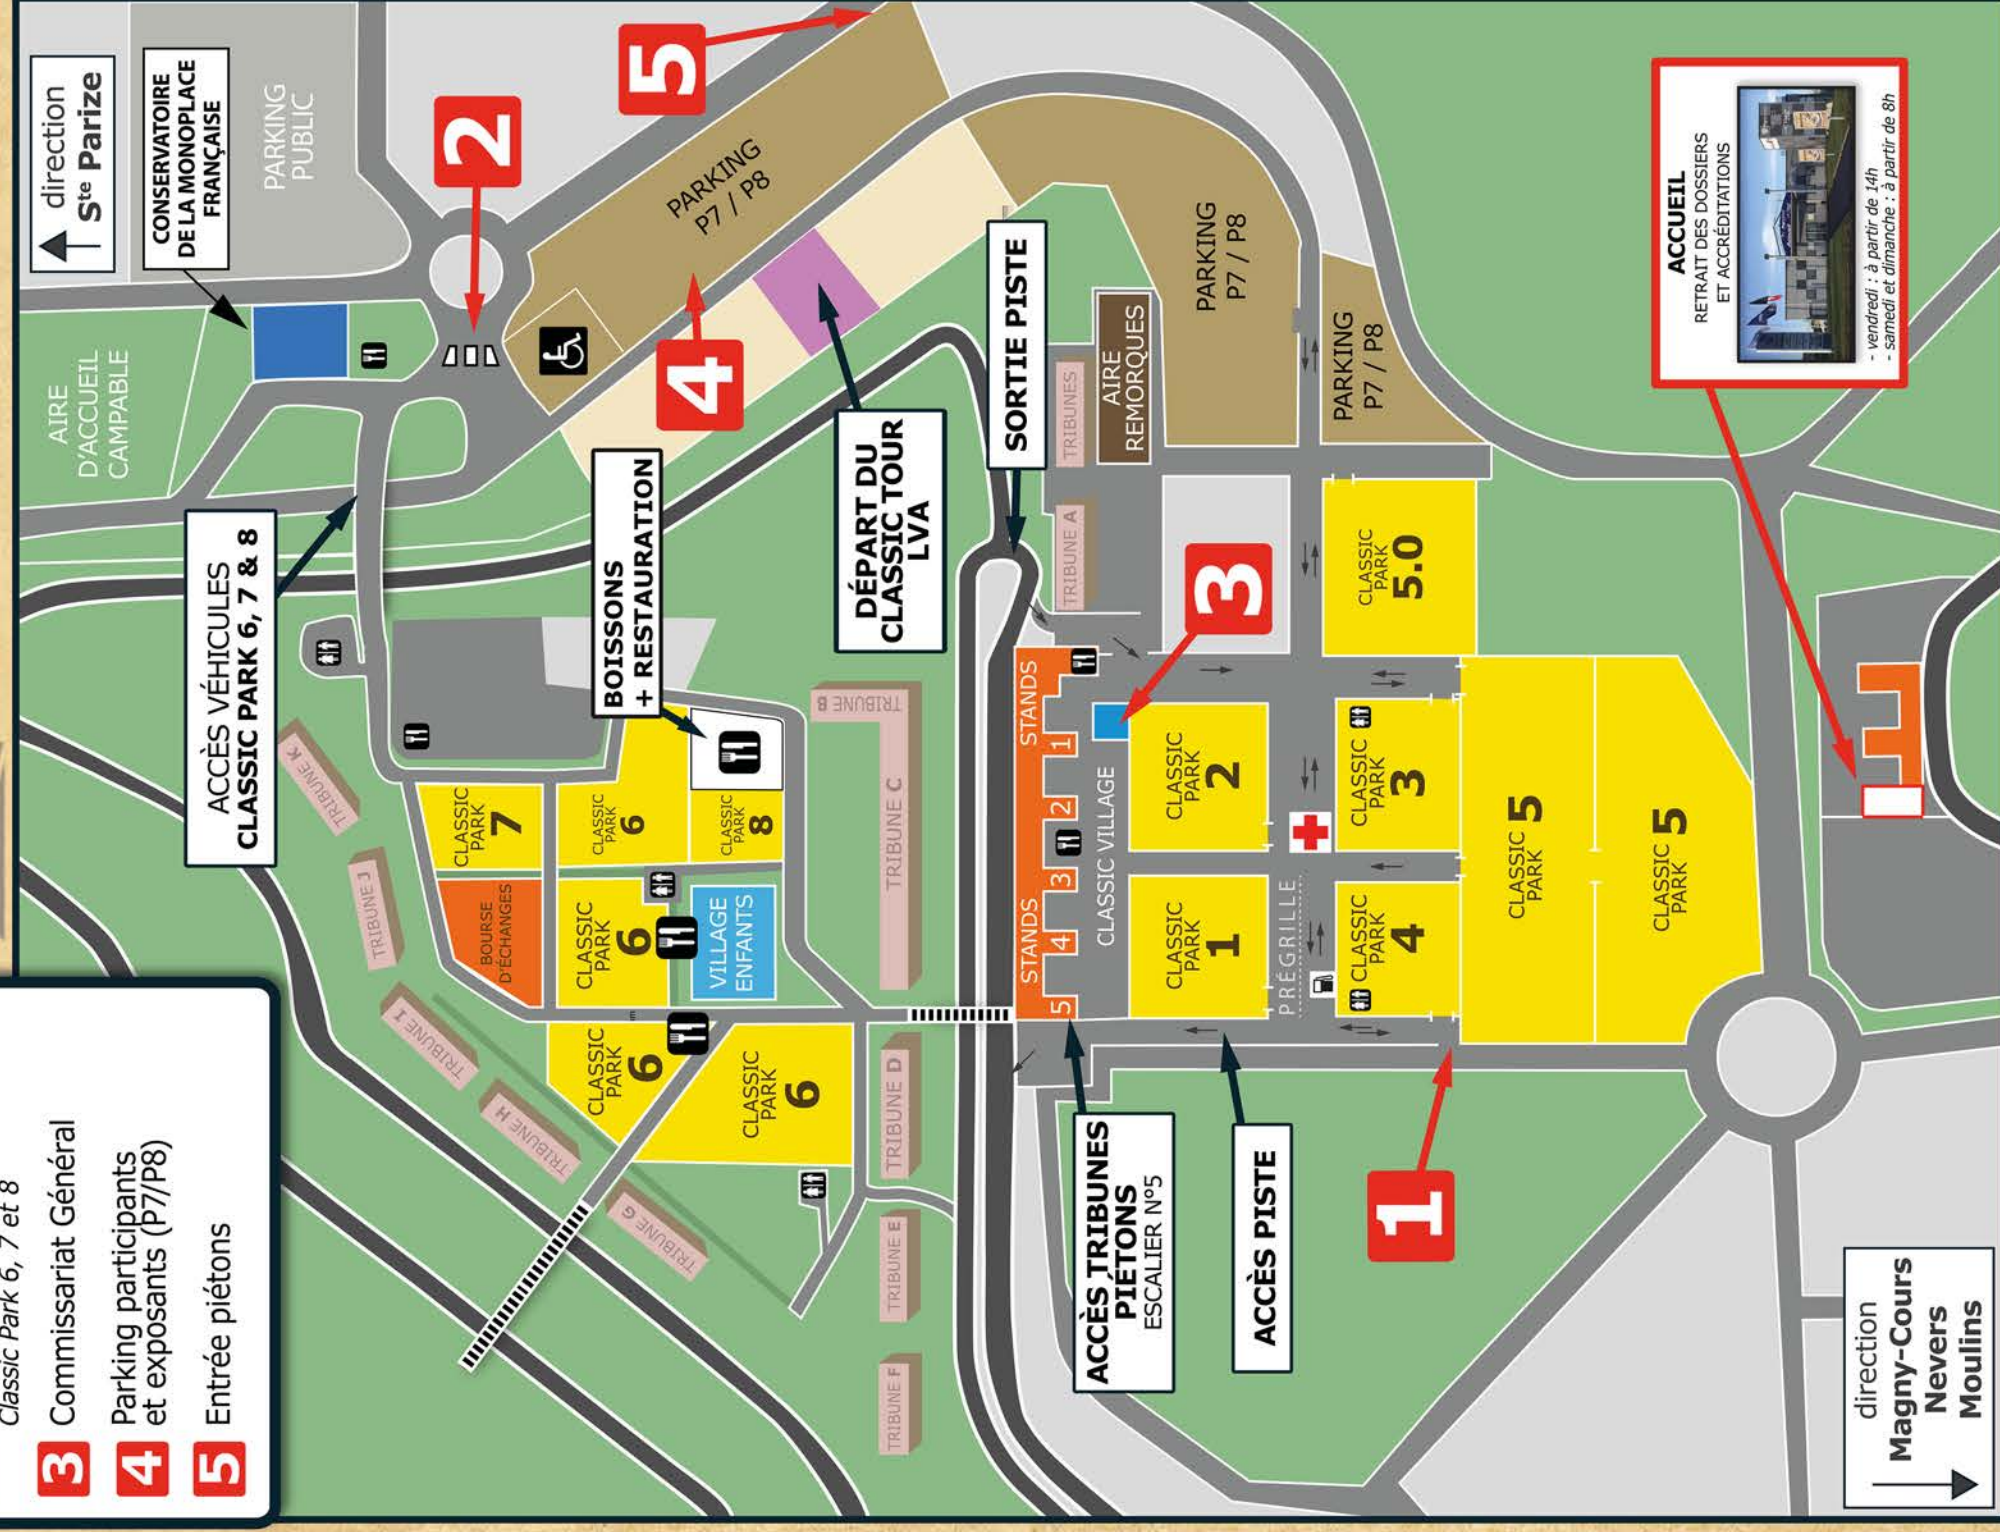 Classic Park 6, 7 et 8
3 Commissariat Général
4 Parking participants
et exposants (P7/P8)
5 Entrée piétons
direction
Ste Parize
CONSERVATOIRE
DE LA MONOPLACE
FRANÇAISE
PARKING
PUBLIC
AIRE
D'ACCUEIL
CAMPABLE
2
5
PARKING
P7 / P8
4
ACCÈS VÉHICULES
CLASSIC PARK 6, 7 & 8
BOISSONS
+ RESTAURATION
DÉPART DU
CLASSIC TOUR
LVA
SORTIE PISTE
TRIBUNES
AIRE
REMORQUES
PARKING
P7 / P8
PARKING
P7 / P8
TRIBUNE A
TRIBUNE B
TRIBUNE C
TRIBUNE D
TRIBUNE E
TRIBUNE F
TRIBUNE G
TRIBUNE H
TRIBUNE I
TRIBUNE J
TRIBUNE K
CLASSIC
PARK
7
CLASSIC
PARK
6
CLASSIC
PARK
8
BOURSE
D'ÉCHANGES
CLASSIC
PARK
6
VILLAGE
ENFANTS
CLASSIC
PARK
6
CLASSIC
PARK
6
STANDS
STANDS
5 4 3 2 1
CLASSIC VILLAGE
3
CLASSIC
PARK
1
CLASSIC
PARK
2
PRÉGRILLE
CLASSIC
PARK
3
CLASSIC
PARK
4
CLASSIC
PARK
5.0
CLASSIC
PARK
5
CLASSIC
PARK
5
ACCÈS TRIBUNES
PIÉTONS
ESCALIER N°5
ACCÈS PISTE
1
ACCUEIL
RETRAIT DES DOSSIERS
ET ACCRÉDITATIONS
- vendredi : à partir de 14h
- samedi et dimanche : à partir de 8h
direction
Magny-Cours
Nevers
Moulins